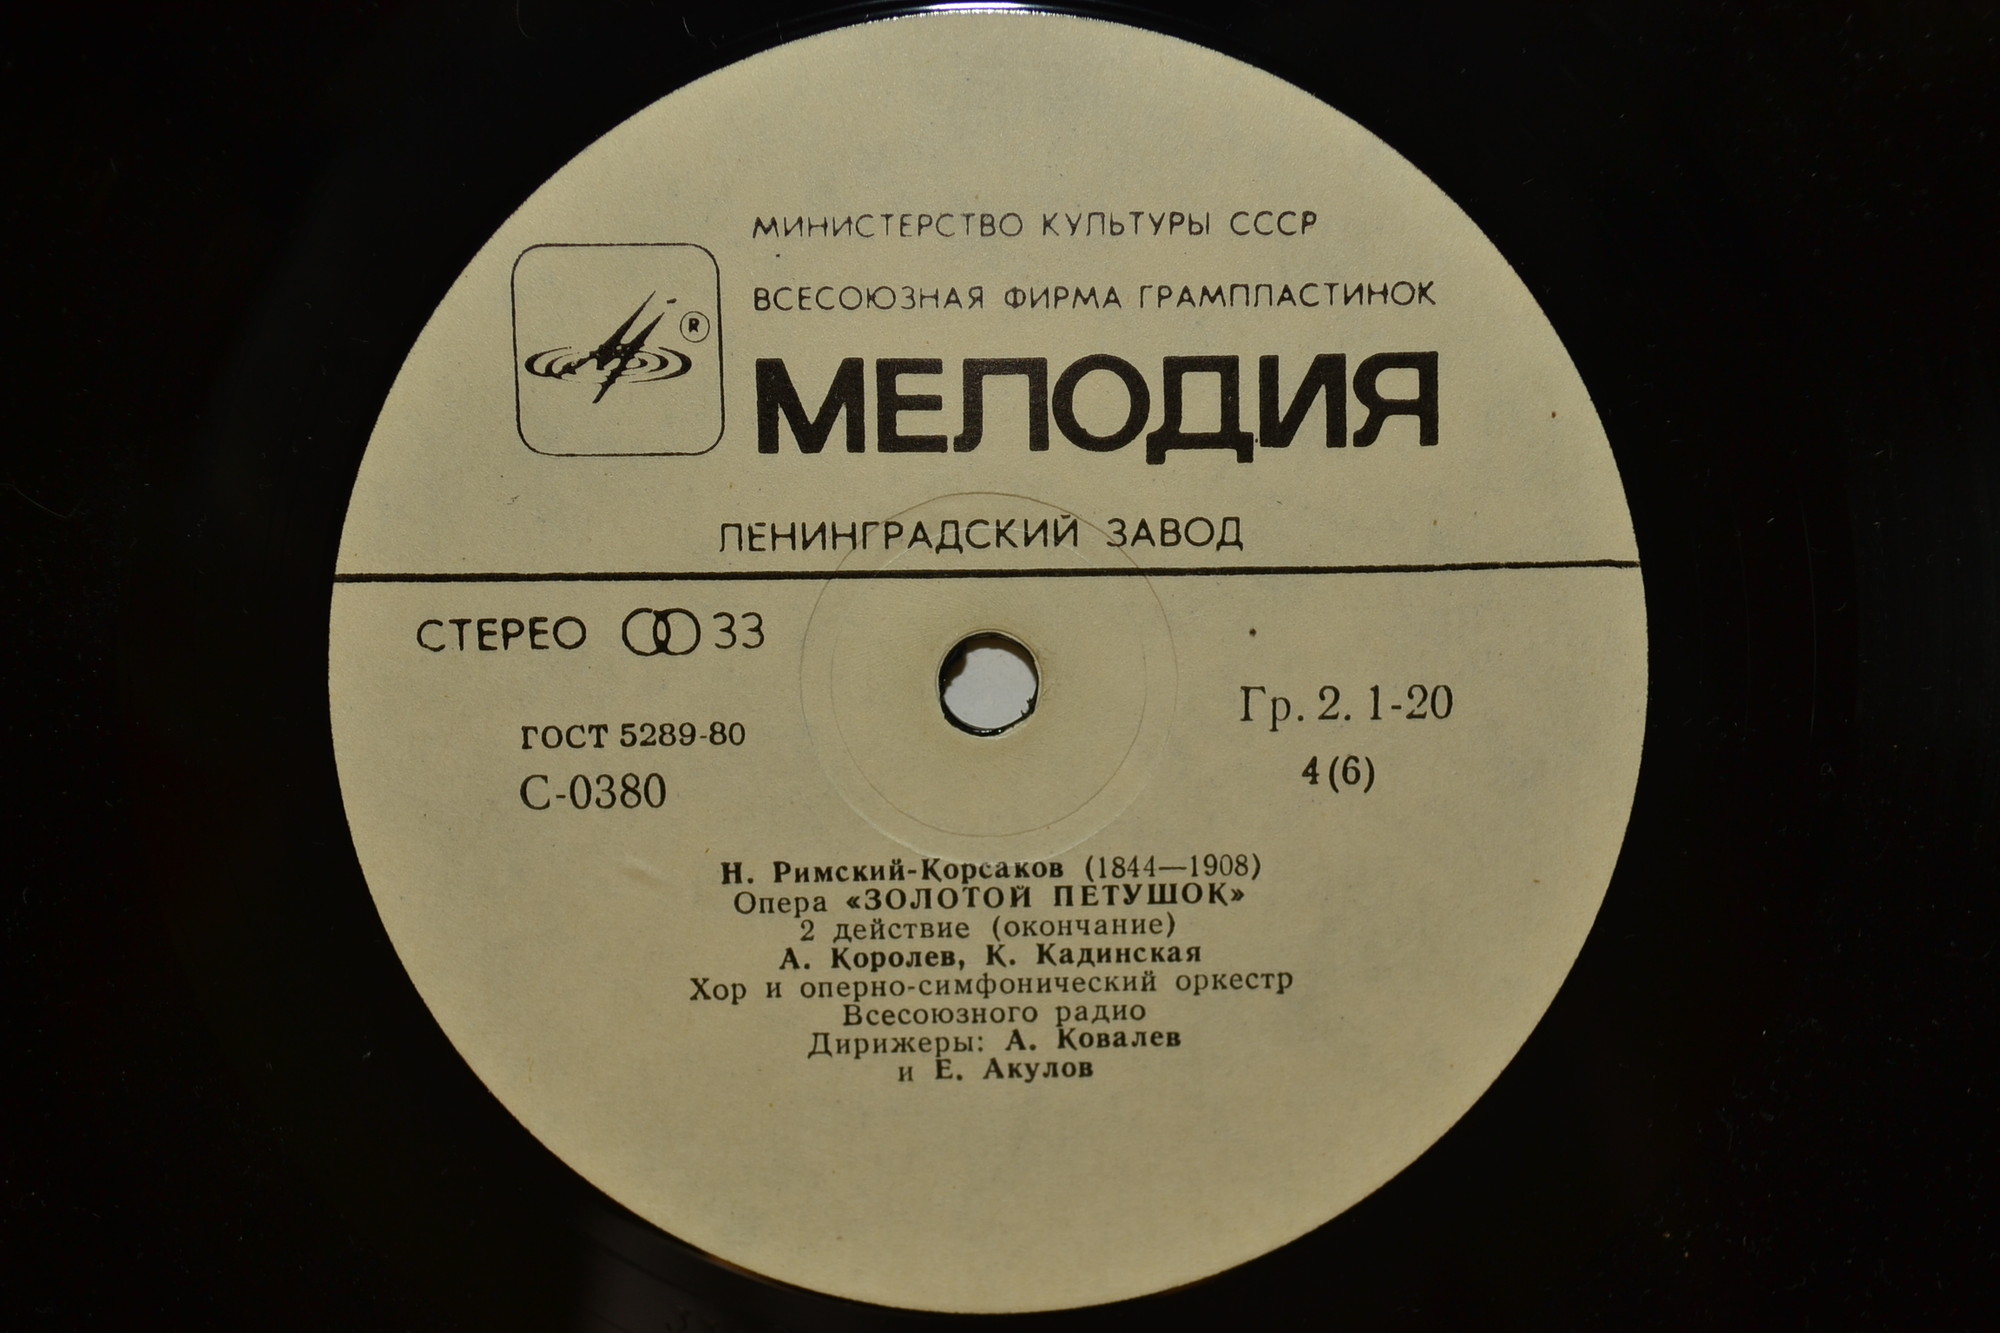 МИНИСТЕРСТВО КУЛЬТУРЫ СССР
ВСЕСОЮЗНАЯ ФИРМА ГРАМПЛАСТИНОК
®
МЕЛОДИЯ
ЛЕНИНГРАДСКИЙ ЗАВОД
СТЕРЕО 33
ГОСТ 5289-80
С-0380
Гр. 2. 1-20
4 (6)
Н. Римский-Корсаков (1844—1908)
Опера «ЗОЛОТОЙ ПЕТУШОК»
2 действие (окончание)
А. Королев, К. Кадинская
Хор и оперно-симфонический оркестр
Всесоюзного радио
Дирижеры: А. Ковалев
и Е. Акулов